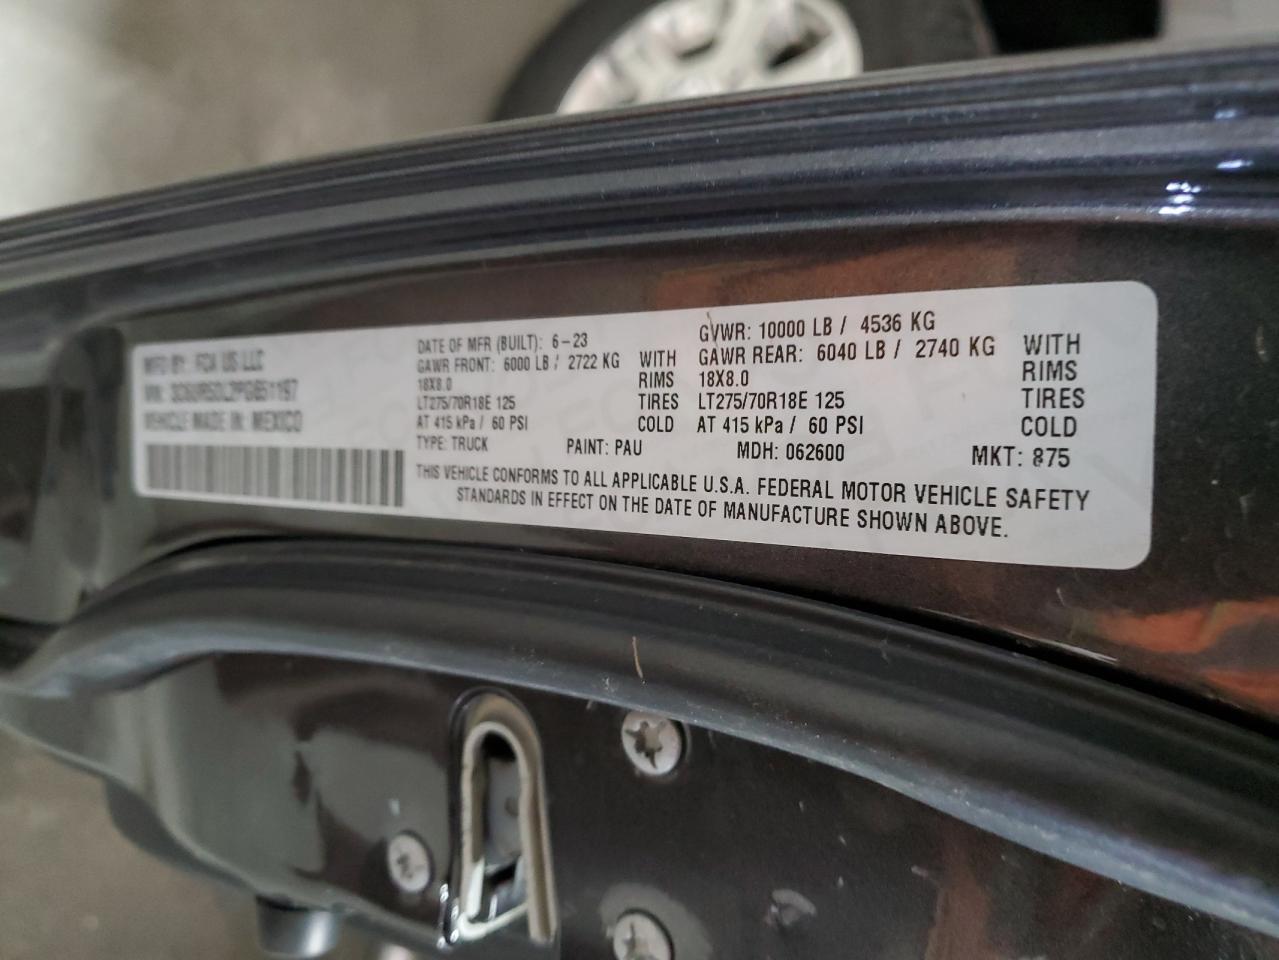 MFD BY: FCA US LLC
VEHICLE MADE IN: MEXICO
DATE OF MFR (BUILT): 6-23
GAWR FRONT: 6000 LB / 2722 KG WITH
18X8.0 RIMS
LT275/70R18E 125 TIRES
AT 415 kPa / 60 PSI COLD
GVWR: 10000 LB / 4536 KG
GAWR REAR: 6040 LB / 2740 KG WITH
18X8.0 RIMS
LT275/70R18E 125 TIRES
AT 415 kPa / 60 PSI COLD
TYPE: TRUCK PAINT: PAU MDH: 062600 MKT: 875
THIS VEHICLE CONFORMS TO ALL APPLICABLE U.S.A. FEDERAL MOTOR VEHICLE SAFETY
STANDARDS IN EFFECT ON THE DATE OF MANUFACTURE SHOWN ABOVE.